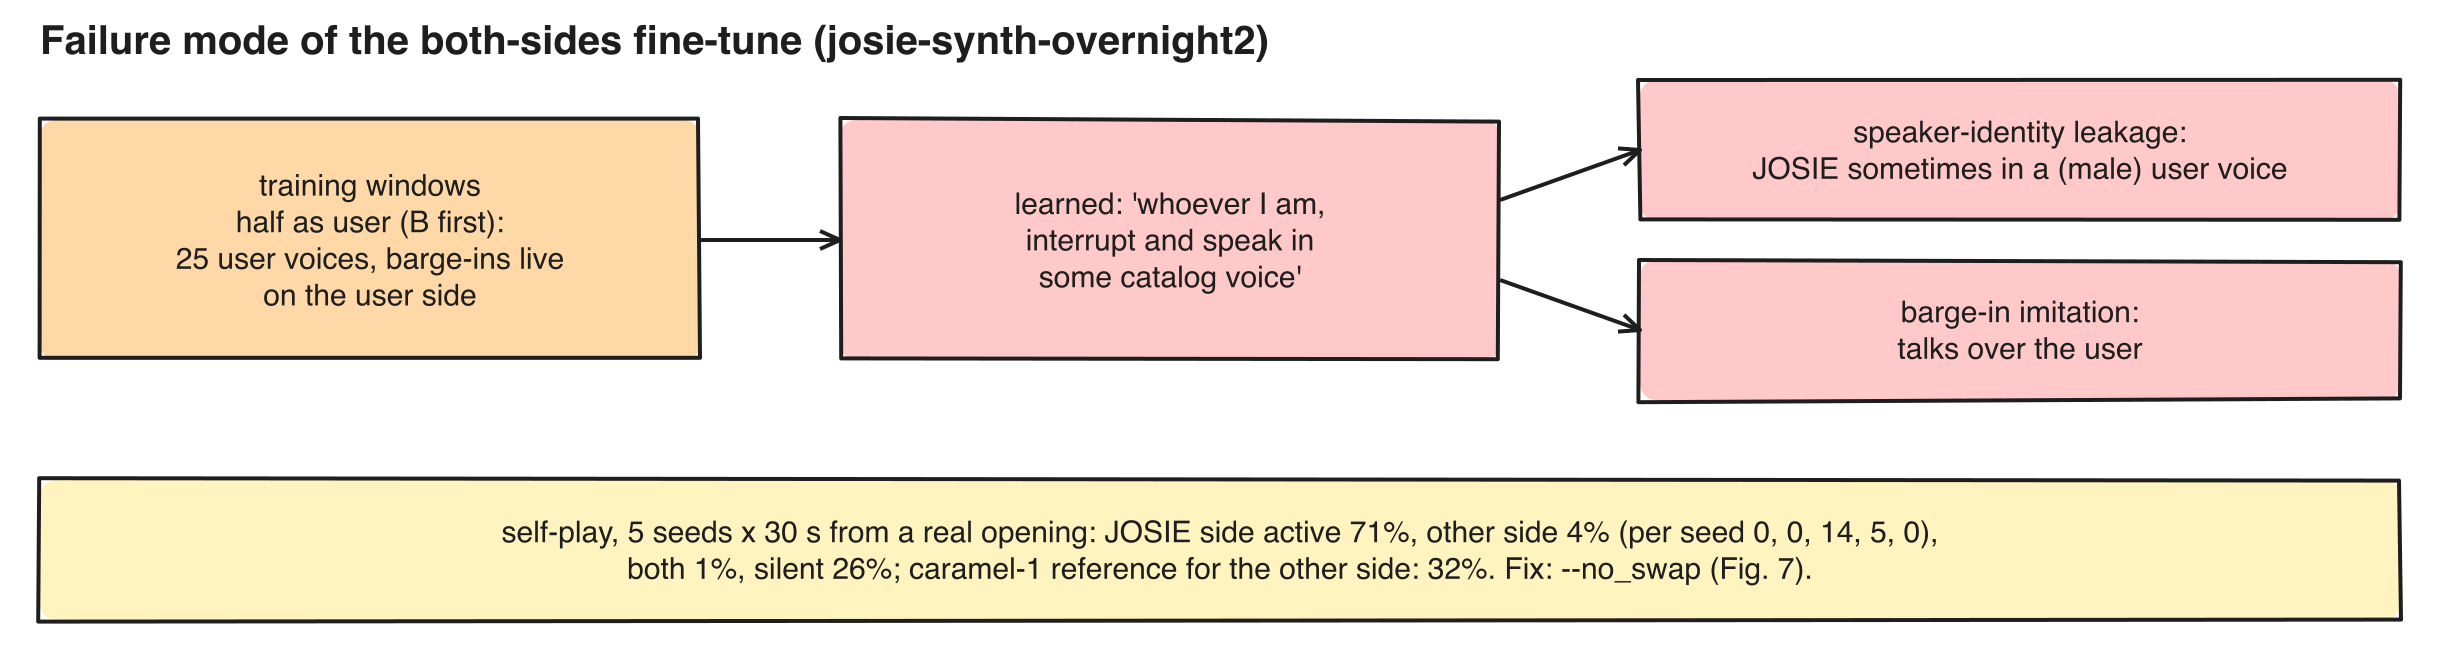 Failure mode of the both-sides fine-tune (josie-synth-overnight2)
training windows
half as user (B first):
25 user voices, barge-ins live
on the user side
learned: 'whoever I am,
interrupt and speak in
some catalog voice'
speaker-identity leakage:
JOSIE sometimes in a (male) user voice
barge-in imitation:
talks over the user
self-play, 5 seeds x 30 s from a real opening: JOSIE side active 71%, other side 4% (per seed 0, 0, 14, 5, 0),
both 1%, silent 26%; caramel-1 reference for the other side: 32%. Fix: --no_swap (Fig. 7).